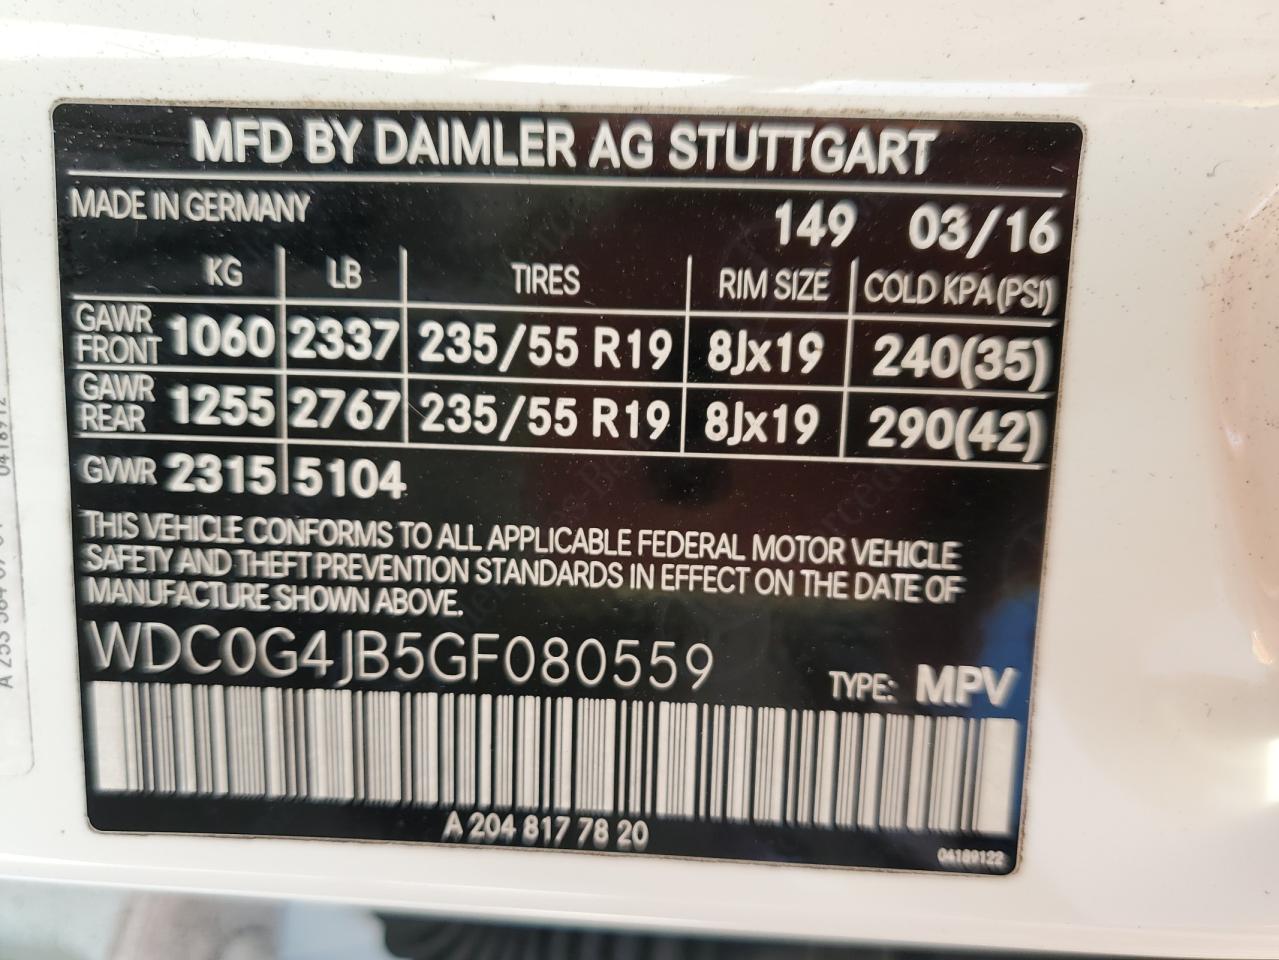 MFD BY DAIMLER AG STUTTGART
MADE IN GERMANY 149 03/16
KG LB TIRES RIM SIZE COLD KPA (PSI)
GAWR FRONT 1060 2337 235/55 R19 8Jx19 240(35)
GAWR REAR 1255 2767 235/55 R19 8Jx19 290(42)
GVWR 2315 5104
THIS VEHICLE CONFORMS TO ALL APPLICABLE FEDERAL MOTOR VEHICLE
SAFETY AND THEFT PREVENTION STANDARDS IN EFFECT ON THE DATE OF
MANUFACTURE SHOWN ABOVE.
WDC0G4JB5GF080559 TYPE: MPV
A 204 817 78 20
04189122